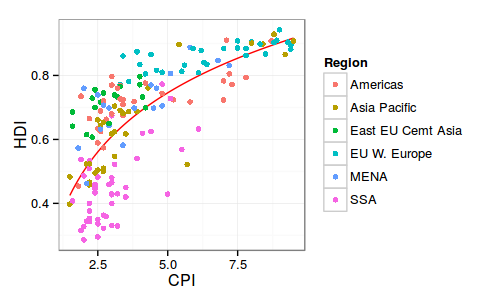 HDI
0.8
0.6
0.4
2.5 5.0 7.5
CPI
Region
Americas
Asia Pacific
East EU Cemt Asia
EU W. Europe
MENA
SSA